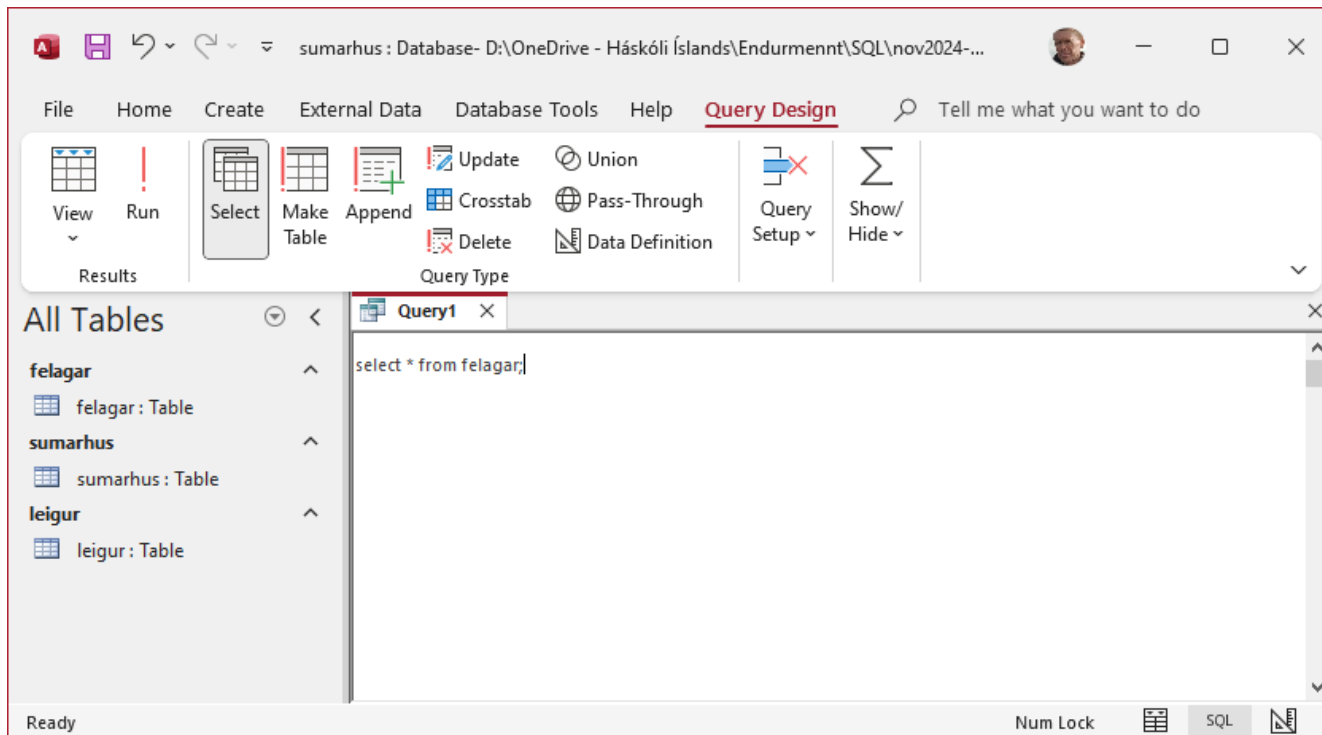 sumarhus : Database- D:\OneDrive - Háskóli Íslands\Endurmennt\SQL\nov2024-...
File Home Create External Data Database Tools Help Query Design Tell me what you want to do
View Run Select Make Table Append Update Crosstab Delete Union Pass-Through Data Definition Query Setup Show/ Hide
Results Query Type
All Tables
Query1
select * from felagar;
felagar
felagar : Table
sumarhus
sumarhus : Table
leigur
leigur : Table
Ready Num Lock SQL